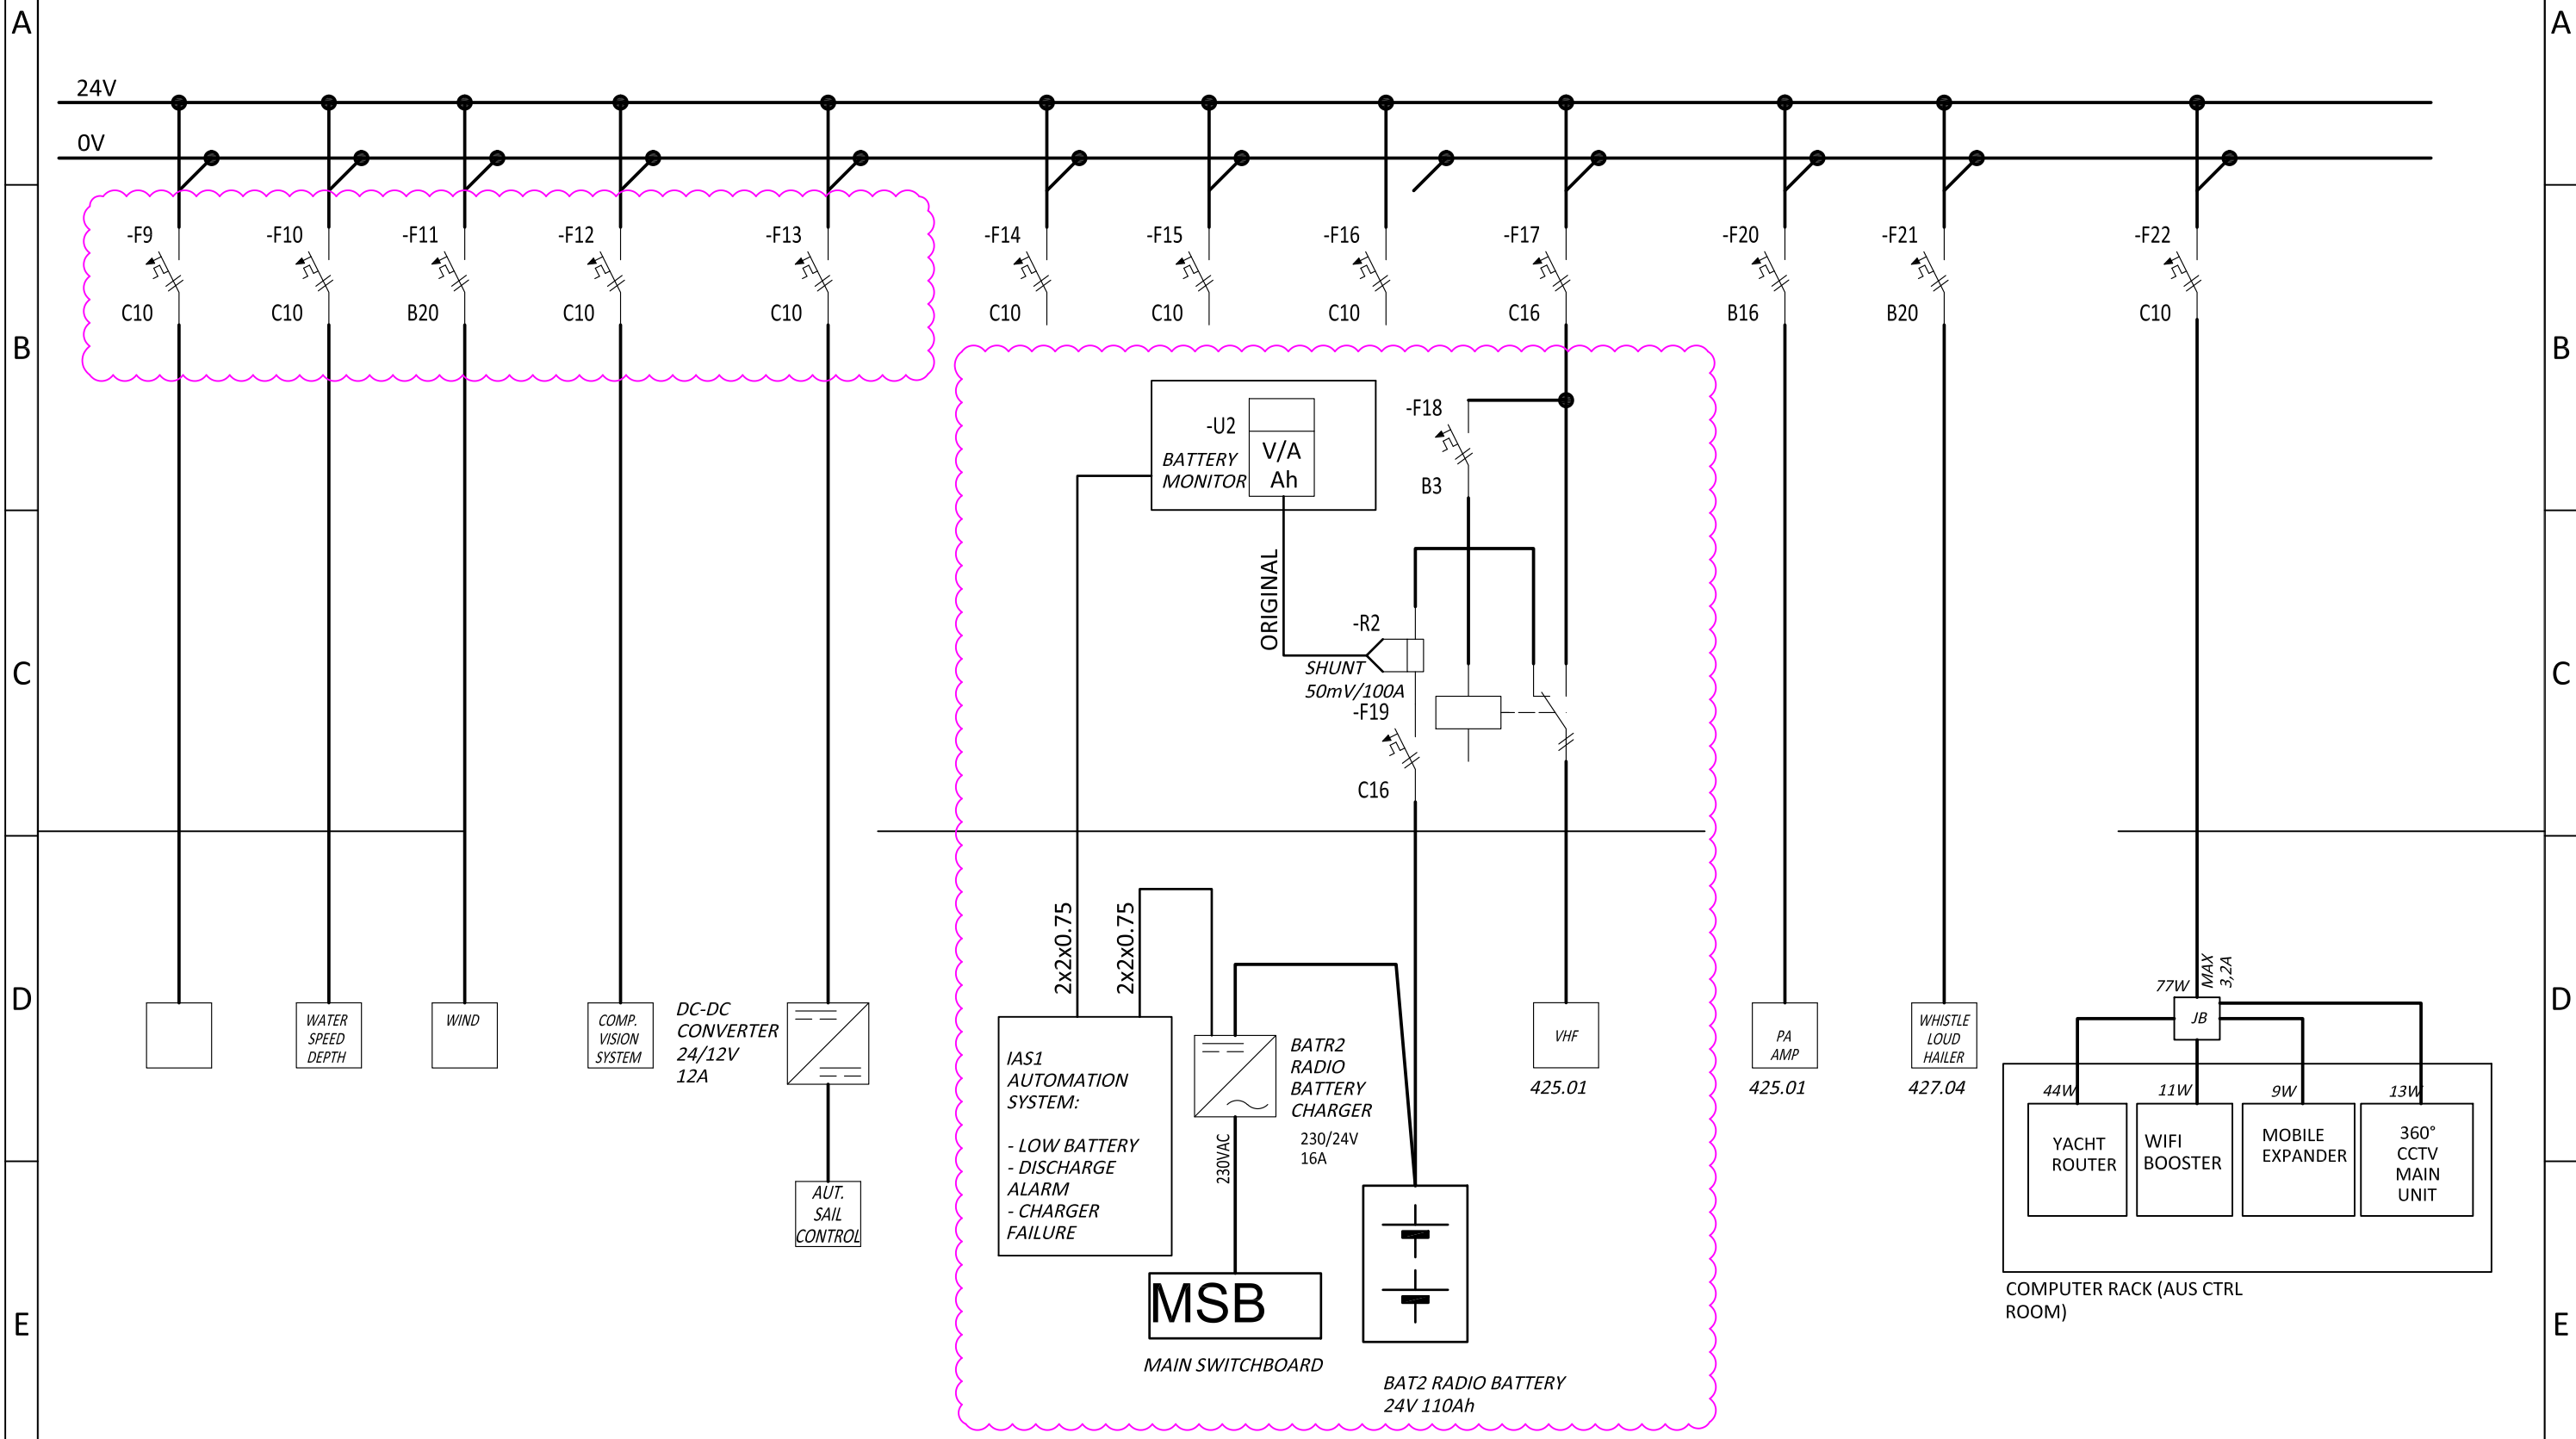 A
A
24V
0V
-F9
-F10
-F11
-F12
-F13
-F14
-F15
-F16
-F17
-F20
-F21
-F22
C10
C10
B20
C10
C10
C10
C10
C10
C16
B16
B20
C10
B
B
-U2
V/A
Ah
BATTERY
MONITOR
-F18
B3
ORIGINAL
-R2
SHUNT
50mV/100A
-F19
C16
C
C
2x2x0.75
2x2x0.75
D
D
WATER
SPEED
DEPTH
WIND
COMP.
VISION
SYSTEM
DC-DC
CONVERTER
24/12V
12A
AUT.
SAIL
CONTROL
IAS1
AUTOMATION
SYSTEM:
- LOW BATTERY
- DISCHARGE
ALARM
- CHARGER
FAILURE
BATR2
RADIO
BATTERY
CHARGER
230/24V
16A
230VAC
MSB
MAIN SWITCHBOARD
BAT2 RADIO BATTERY
24V 110Ah
VHF
425.01
PA
AMP
425.01
WHISTLE
LOUD
HAILER
427.04
77W
MAX
3,2A
JB
44W
11W
9W
13W
YACHT
ROUTER
WIFI
BOOSTER
MOBILE
EXPANDER
360°
CCTV
MAIN
UNIT
COMPUTER RACK (AUS CTRL
ROOM)
E
E